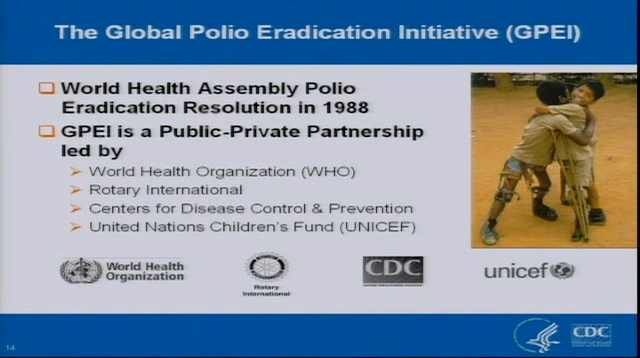 The Global Polio Eradication Initiative (GPEI)
World Health Assembly Polio
Eradication Resolution in 1988
GPEI is a Public-Private Partnership
led by
World Health Organization (WHO)
Rotary International
Centers for Disease Control & Prevention
United Nations Children's Fund (UNICEF)
World Health
Organization
Rotary
International
CDC
unicef
14
CDC